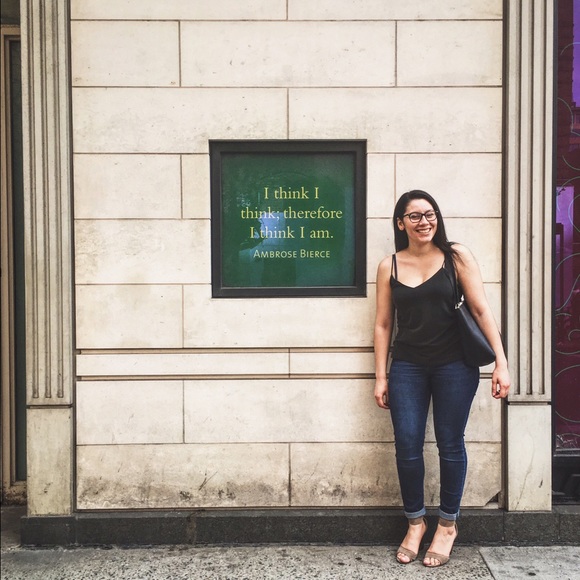 I think I
think; therefore
I think I am.
Ambrose Bierce